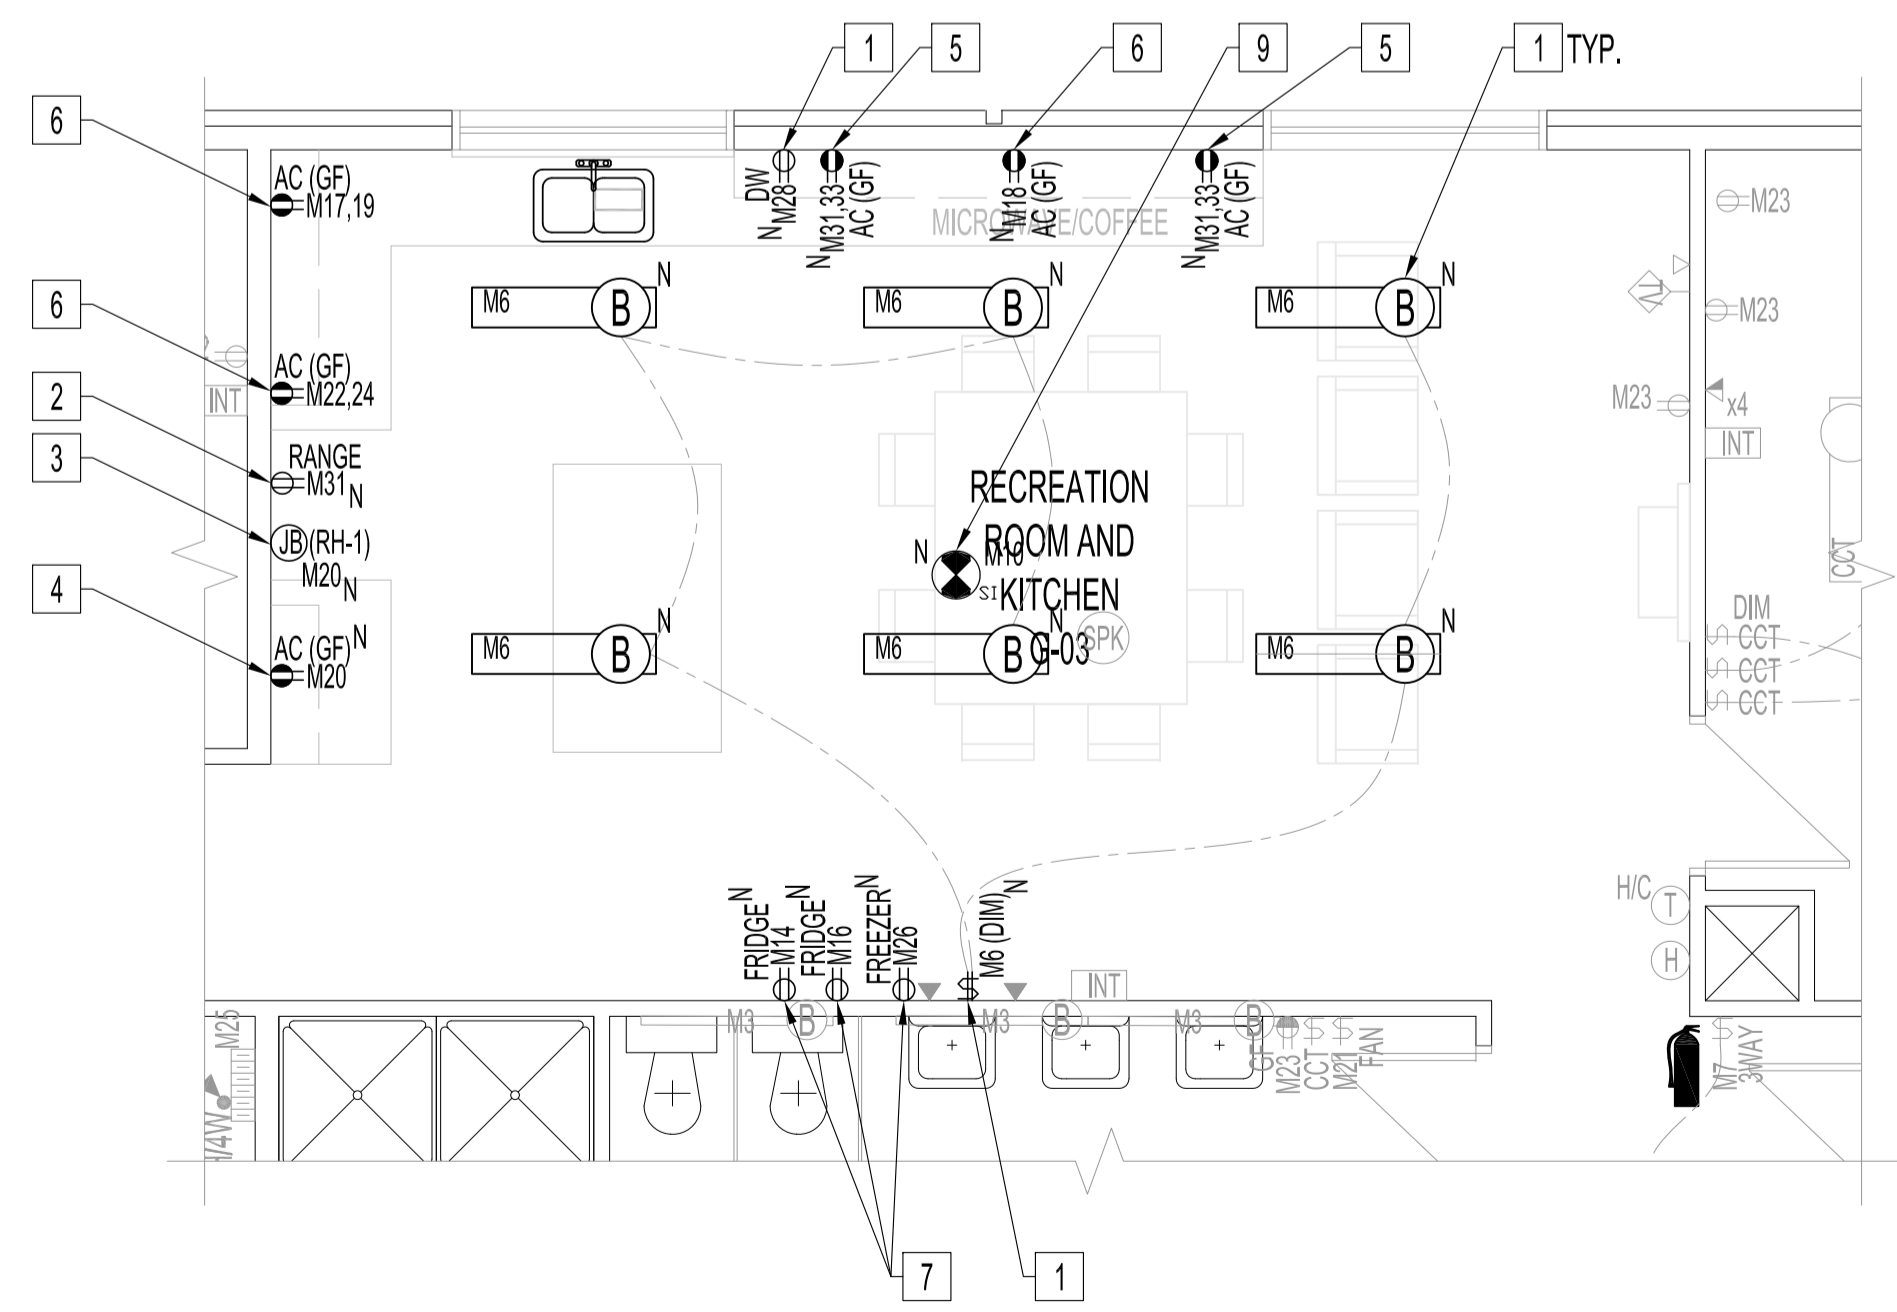 1
5
6
9
5
1 TYP.
6
AC (GF)
M17,19
DW
N M28
N M31,33
AC (GF)
N M18
AC (GF)
N M31,33
AC (GF)
MICROWAVE/COFFEE
M23
6
M6 B N
M6 B N
M6 B N
TV
M23
AC (GF)
M22,24
INT
2
M23
x4
INT
3
RANGE
M31 N
JB (RH-1)
M20 N
RECREATION
ROOM AND
KITCHEN
G-03
N
M10
SPK
CCT
4
AC (GF) N
M20
M6 B N
M6 B N
M6 B N
DIM
CCT
CCT
CCT
FRIDGE N
M14
FRIDGE N
M16
FREEZER N
M26
M6 (DIM) N
INT
H/C T
H
M25
M3 B
M3 B
M3 B
GF
M23
CCT
M21
FAN
M7
3WAY
H/4W
7
1